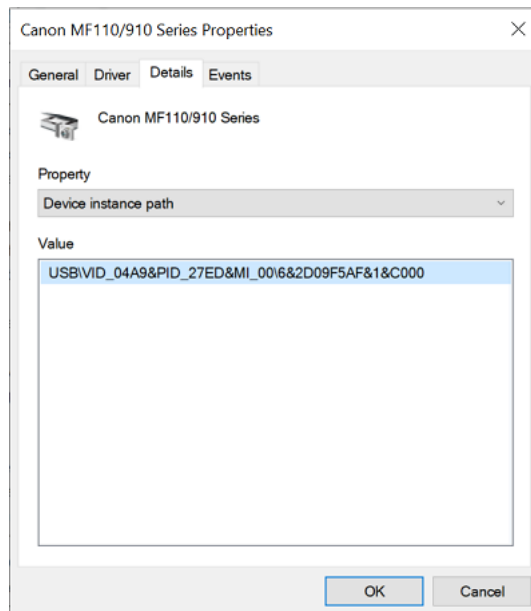 Canon MF110/910 Series Properties
General Driver Details Events
Canon MF110/910 Series
Property
Device instance path
Value
USB\VID_04A9&PID_27ED&MI_00\6&2D09F5AF&1&C000
OK Cancel